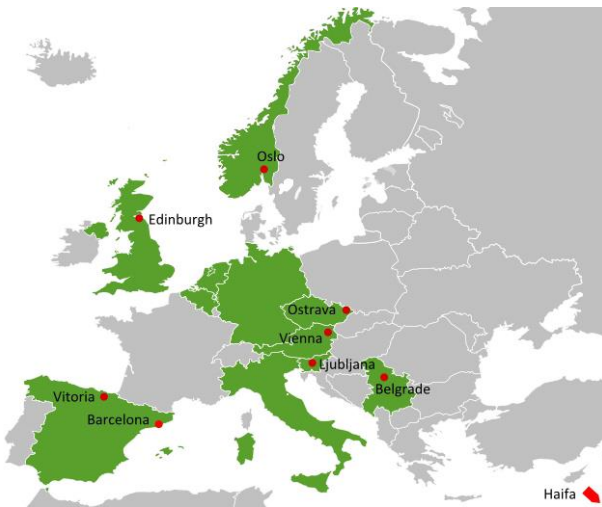 Oslo
Edinburgh
Ostrava
Vienna
Ljubljana
Belgrade
Vitoria
Barcelona
Haifa